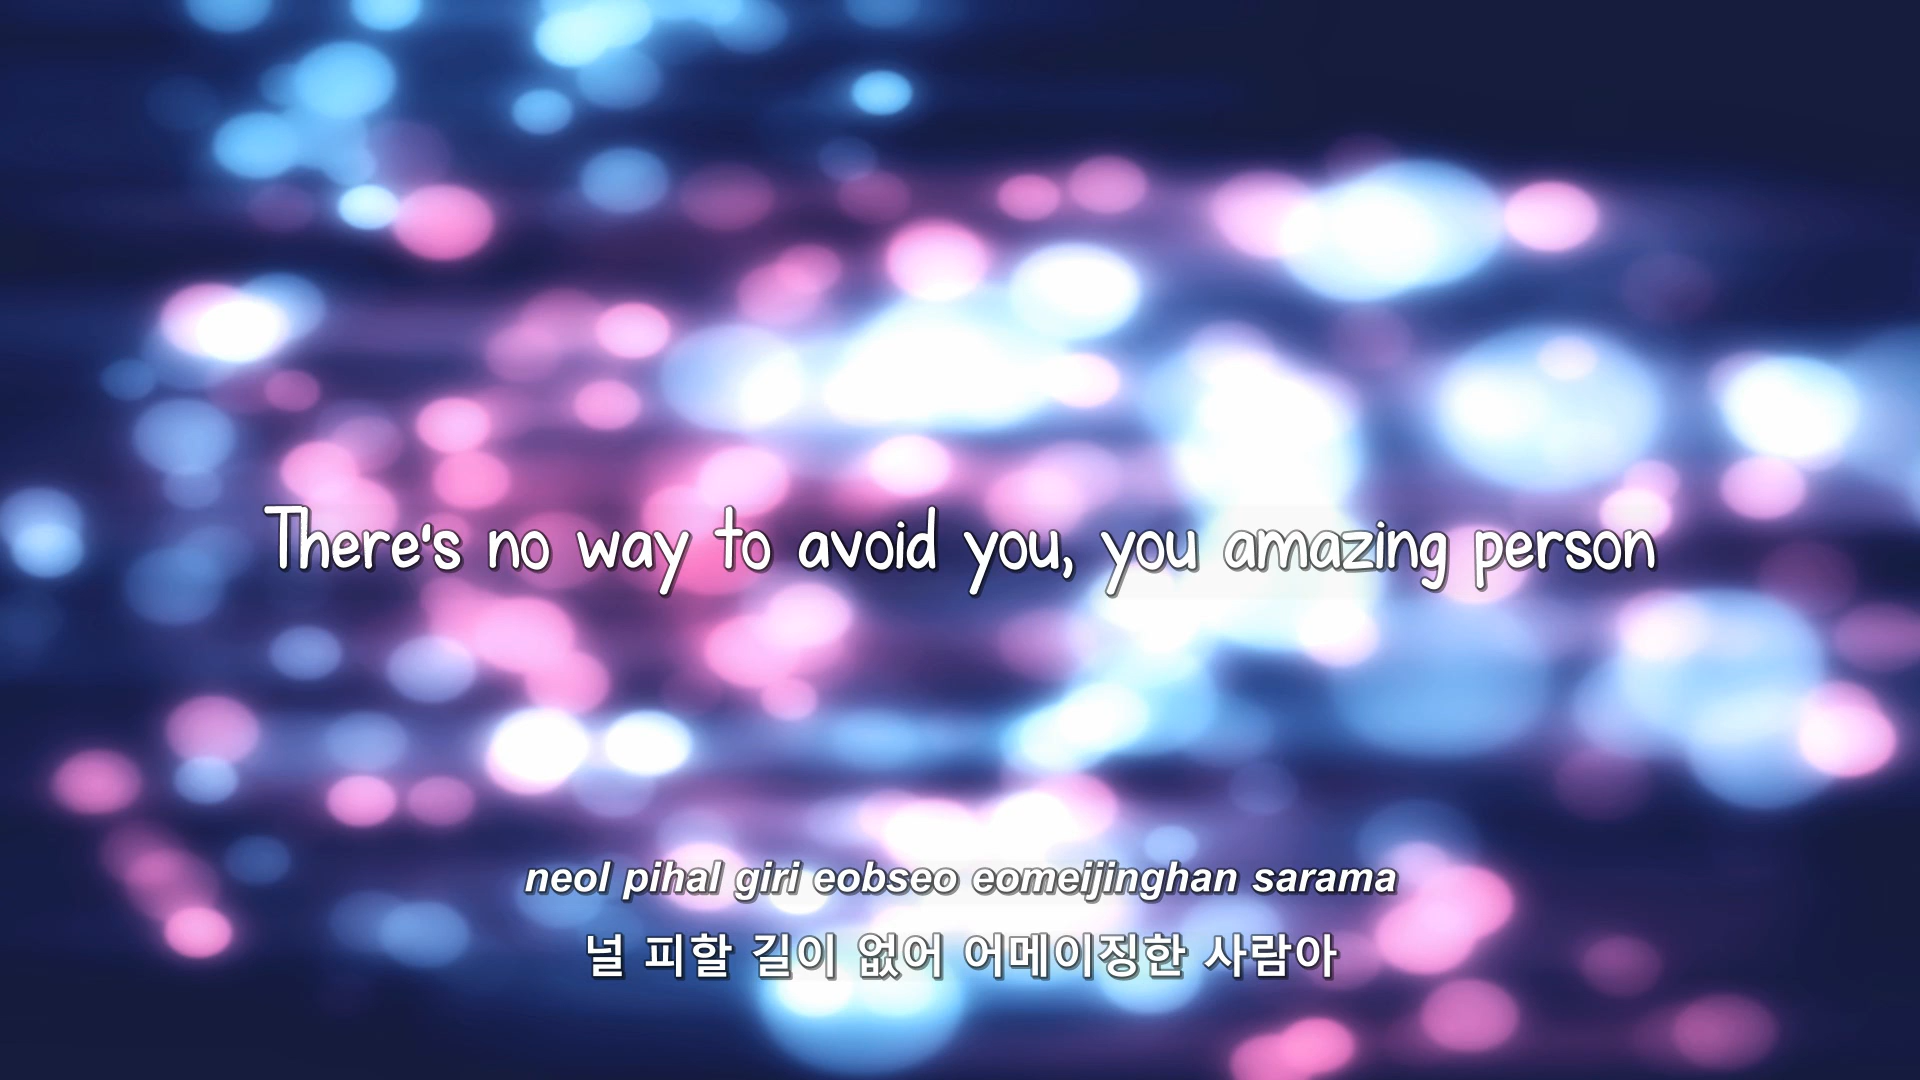 There's no way to avoid you, you amazing person
neol pihal giri eobseo eomeijinghan sarama
널 피할 길이 없어 어메이징한 사람아